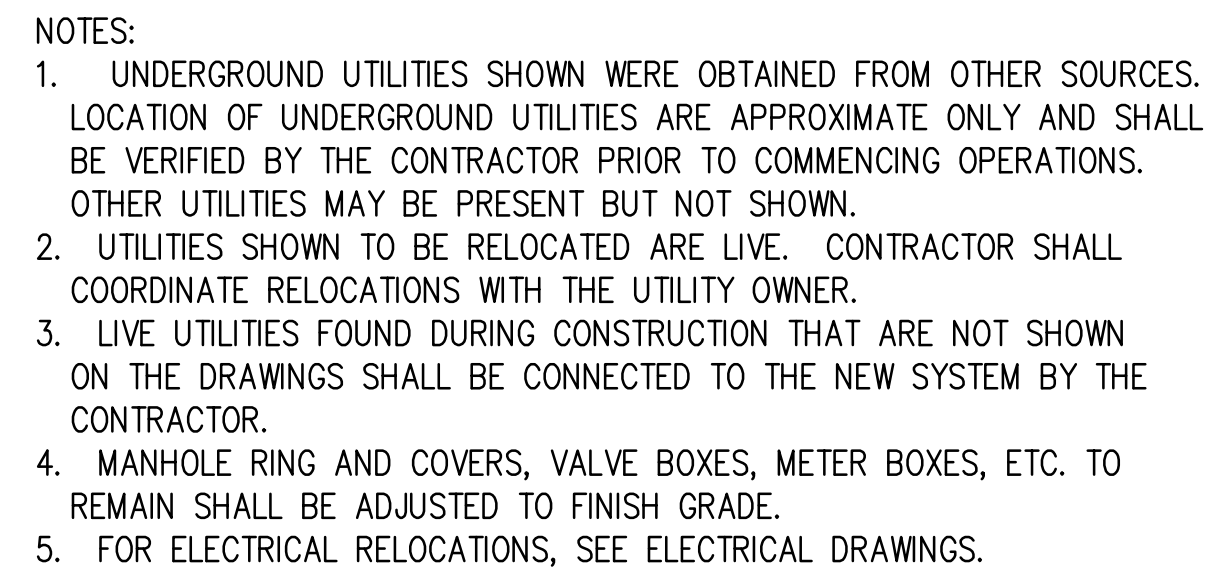 NOTES:
1. UNDERGROUND UTILITIES SHOWN WERE OBTAINED FROM OTHER SOURCES.
LOCATION OF UNDERGROUND UTILITIES ARE APPROXIMATE ONLY AND SHALL
BE VERIFIED BY THE CONTRACTOR PRIOR TO COMMENCING OPERATIONS.
OTHER UTILITIES MAY BE PRESENT BUT NOT SHOWN.
2. UTILITIES SHOWN TO BE RELOCATED ARE LIVE. CONTRACTOR SHALL
COORDINATE RELOCATIONS WITH THE UTILITY OWNER.
3. LIVE UTILITIES FOUND DURING CONSTRUCTION THAT ARE NOT SHOWN
ON THE DRAWINGS SHALL BE CONNECTED TO THE NEW SYSTEM BY THE
CONTRACTOR.
4. MANHOLE RING AND COVERS, VALVE BOXES, METER BOXES, ETC. TO
REMAIN SHALL BE ADJUSTED TO FINISH GRADE.
5. FOR ELECTRICAL RELOCATIONS, SEE ELECTRICAL DRAWINGS.